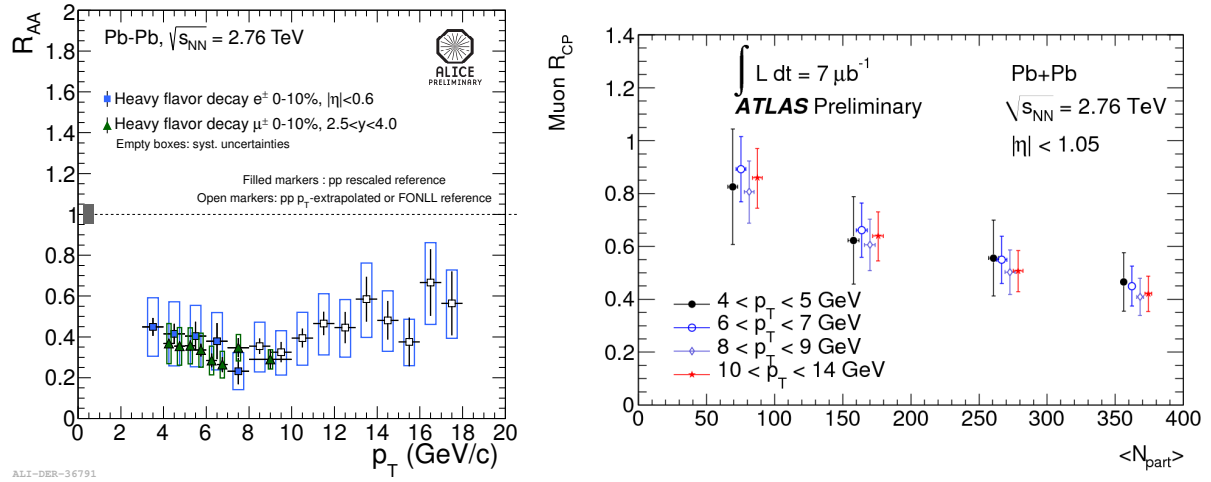 R_AA
2
1.8
1.6
1.4
1.2
1
0.8
0.6
0.4
0.2
0
Pb-Pb, √s_NN = 2.76 TeV
ALICE
PRELIMINARY
Heavy flavor decay e± 0-10%, |η|<0.6
Heavy flavor decay μ± 0-10%, 2.5<y<4.0
Empty boxes: syst. uncertainties
Filled markers : pp rescaled reference
Open markers: pp p_T-extrapolated or FONLL reference
0 2 4 6 8 10 12 14 16 18 20
p_T (GeV/c)
ALI-DER-36791
Muon R_CP
1.4
1.2
1
0.8
0.6
0.4
0.2
0
∫ L dt = 7 μb⁻¹
ATLAS Preliminary
Pb+Pb
√s_NN = 2.76 TeV
|η| < 1.05
4 < p_T < 5 GeV
6 < p_T < 7 GeV
8 < p_T < 9 GeV
10 < p_T < 14 GeV
0 50 100 150 200 250 300 350 400
<N_part>